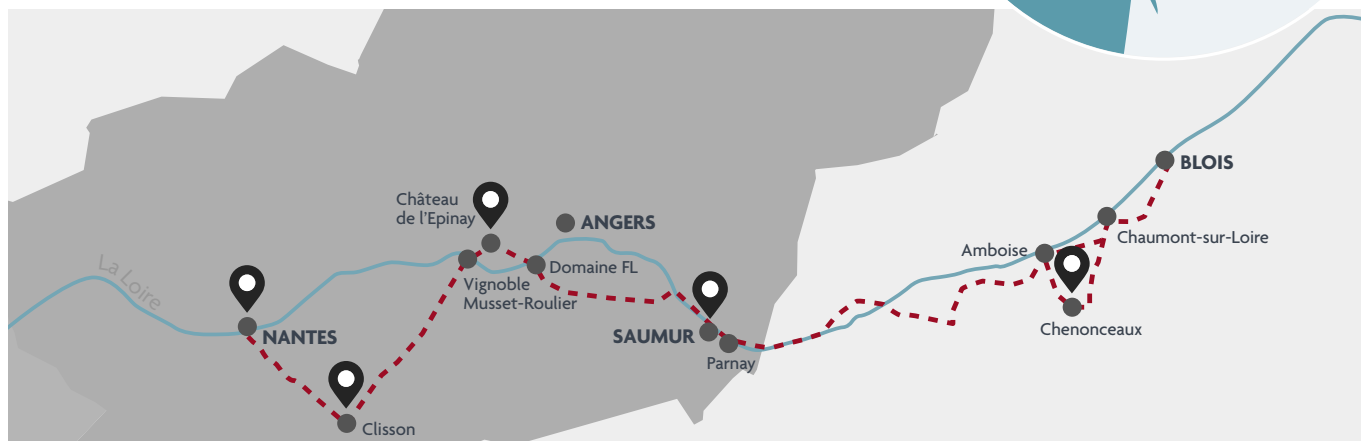 La Loire
NANTES
Clisson
Château
de l’Epinay
Vignoble
Musset-Roulier
ANGERS
Domaine FL
SAUMUR
Parnay
Amboise
Chenonceaux
Chaumont-sur-Loire
BLOIS